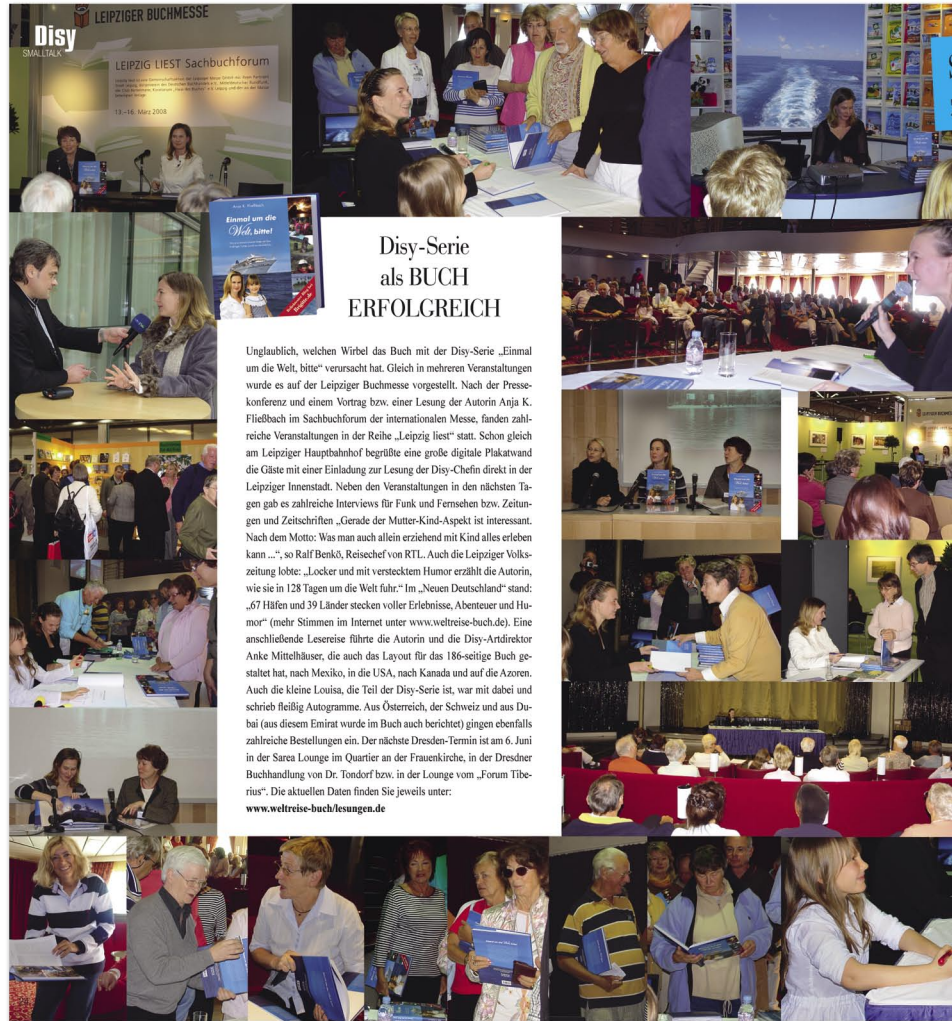 Disy
SMALLTALK
LEIPZIGER BUCHMESSE
LEIPZIG LIEST Sachbuchforum
13.–16. März 2008
Einmal um die
Welt, bitte!
Disy-Serie
als BUCH
ERFOLGREICH
Unglaublich, welchen Wirbel das Buch mit der Disy-Serie „Einmal
um die Welt, bitte“ verursacht hat. Gleich in mehreren Veranstaltungen
wurde es auf der Leipziger Buchmesse vorgestellt. Nach der Presse-
konferenz und einem Vortrag bzw. einer Lesung der Autorin Anja K.
Fließbach im Sachbuchforum der internationalen Messe, fanden zahl-
reiche Veranstaltungen in der Reihe „Leipzig liest“ statt. Schon gleich
am Leipziger Hauptbahnhof begrüßte eine große digitale Plakatwand
die Gäste mit einer Einladung zur Lesung der Disy-Chefin direkt in der
Leipziger Innenstadt. Neben den Veranstaltungen in den nächsten Ta-
gen gab es zahlreiche Interviews für Funk und Fernsehen bzw. Zeitun-
gen und Zeitschriften „Gerade der Mutter-Kind-Aspekt ist interessant.
Nach dem Motto: Was man auch allein erziehend mit Kind alles erleben
kann ...“, so Ralf Benkö, Reisechef von RTL. Auch die Leipziger Volks-
zeitung lobte: „Locker und mit verstecktem Humor erzählt die Autorin,
wie sie in 128 Tagen um die Welt fuhr.“ Im „Neuen Deutschland“ stand:
„67 Häfen und 39 Länder stecken voller Erlebnisse, Abenteuer und Hu-
mor“ (mehr Stimmen im Internet unter www.weltreise-buch.de). Eine
anschließende Lesereise führte die Autorin und die Disy-Artdirektor
Anke Mittelhäuser, die auch das Layout für das 186-seitige Buch ge-
staltet hat, nach Mexiko, in die USA, nach Kanada und auf die Azoren.
Auch die kleine Louisa, die Teil der Disy-Serie ist, war mit dabei und
schrieb fleißig Autogramme. Aus Österreich, der Schweiz und aus Du-
bai (aus diesem Emirat wurde im Buch auch berichtet) gingen ebenfalls
zahlreiche Bestellungen ein. Der nächste Dresden-Termin ist am 6. Juni
in der Sarea Lounge im Quartier an der Frauenkirche, in der Dresdner
Buchhandlung von Dr. Tondorf bzw. in der Lounge vom „Forum Tibe-
rius“. Die aktuellen Daten finden Sie jeweils unter:
www.weltreise-buch/lesungen.de